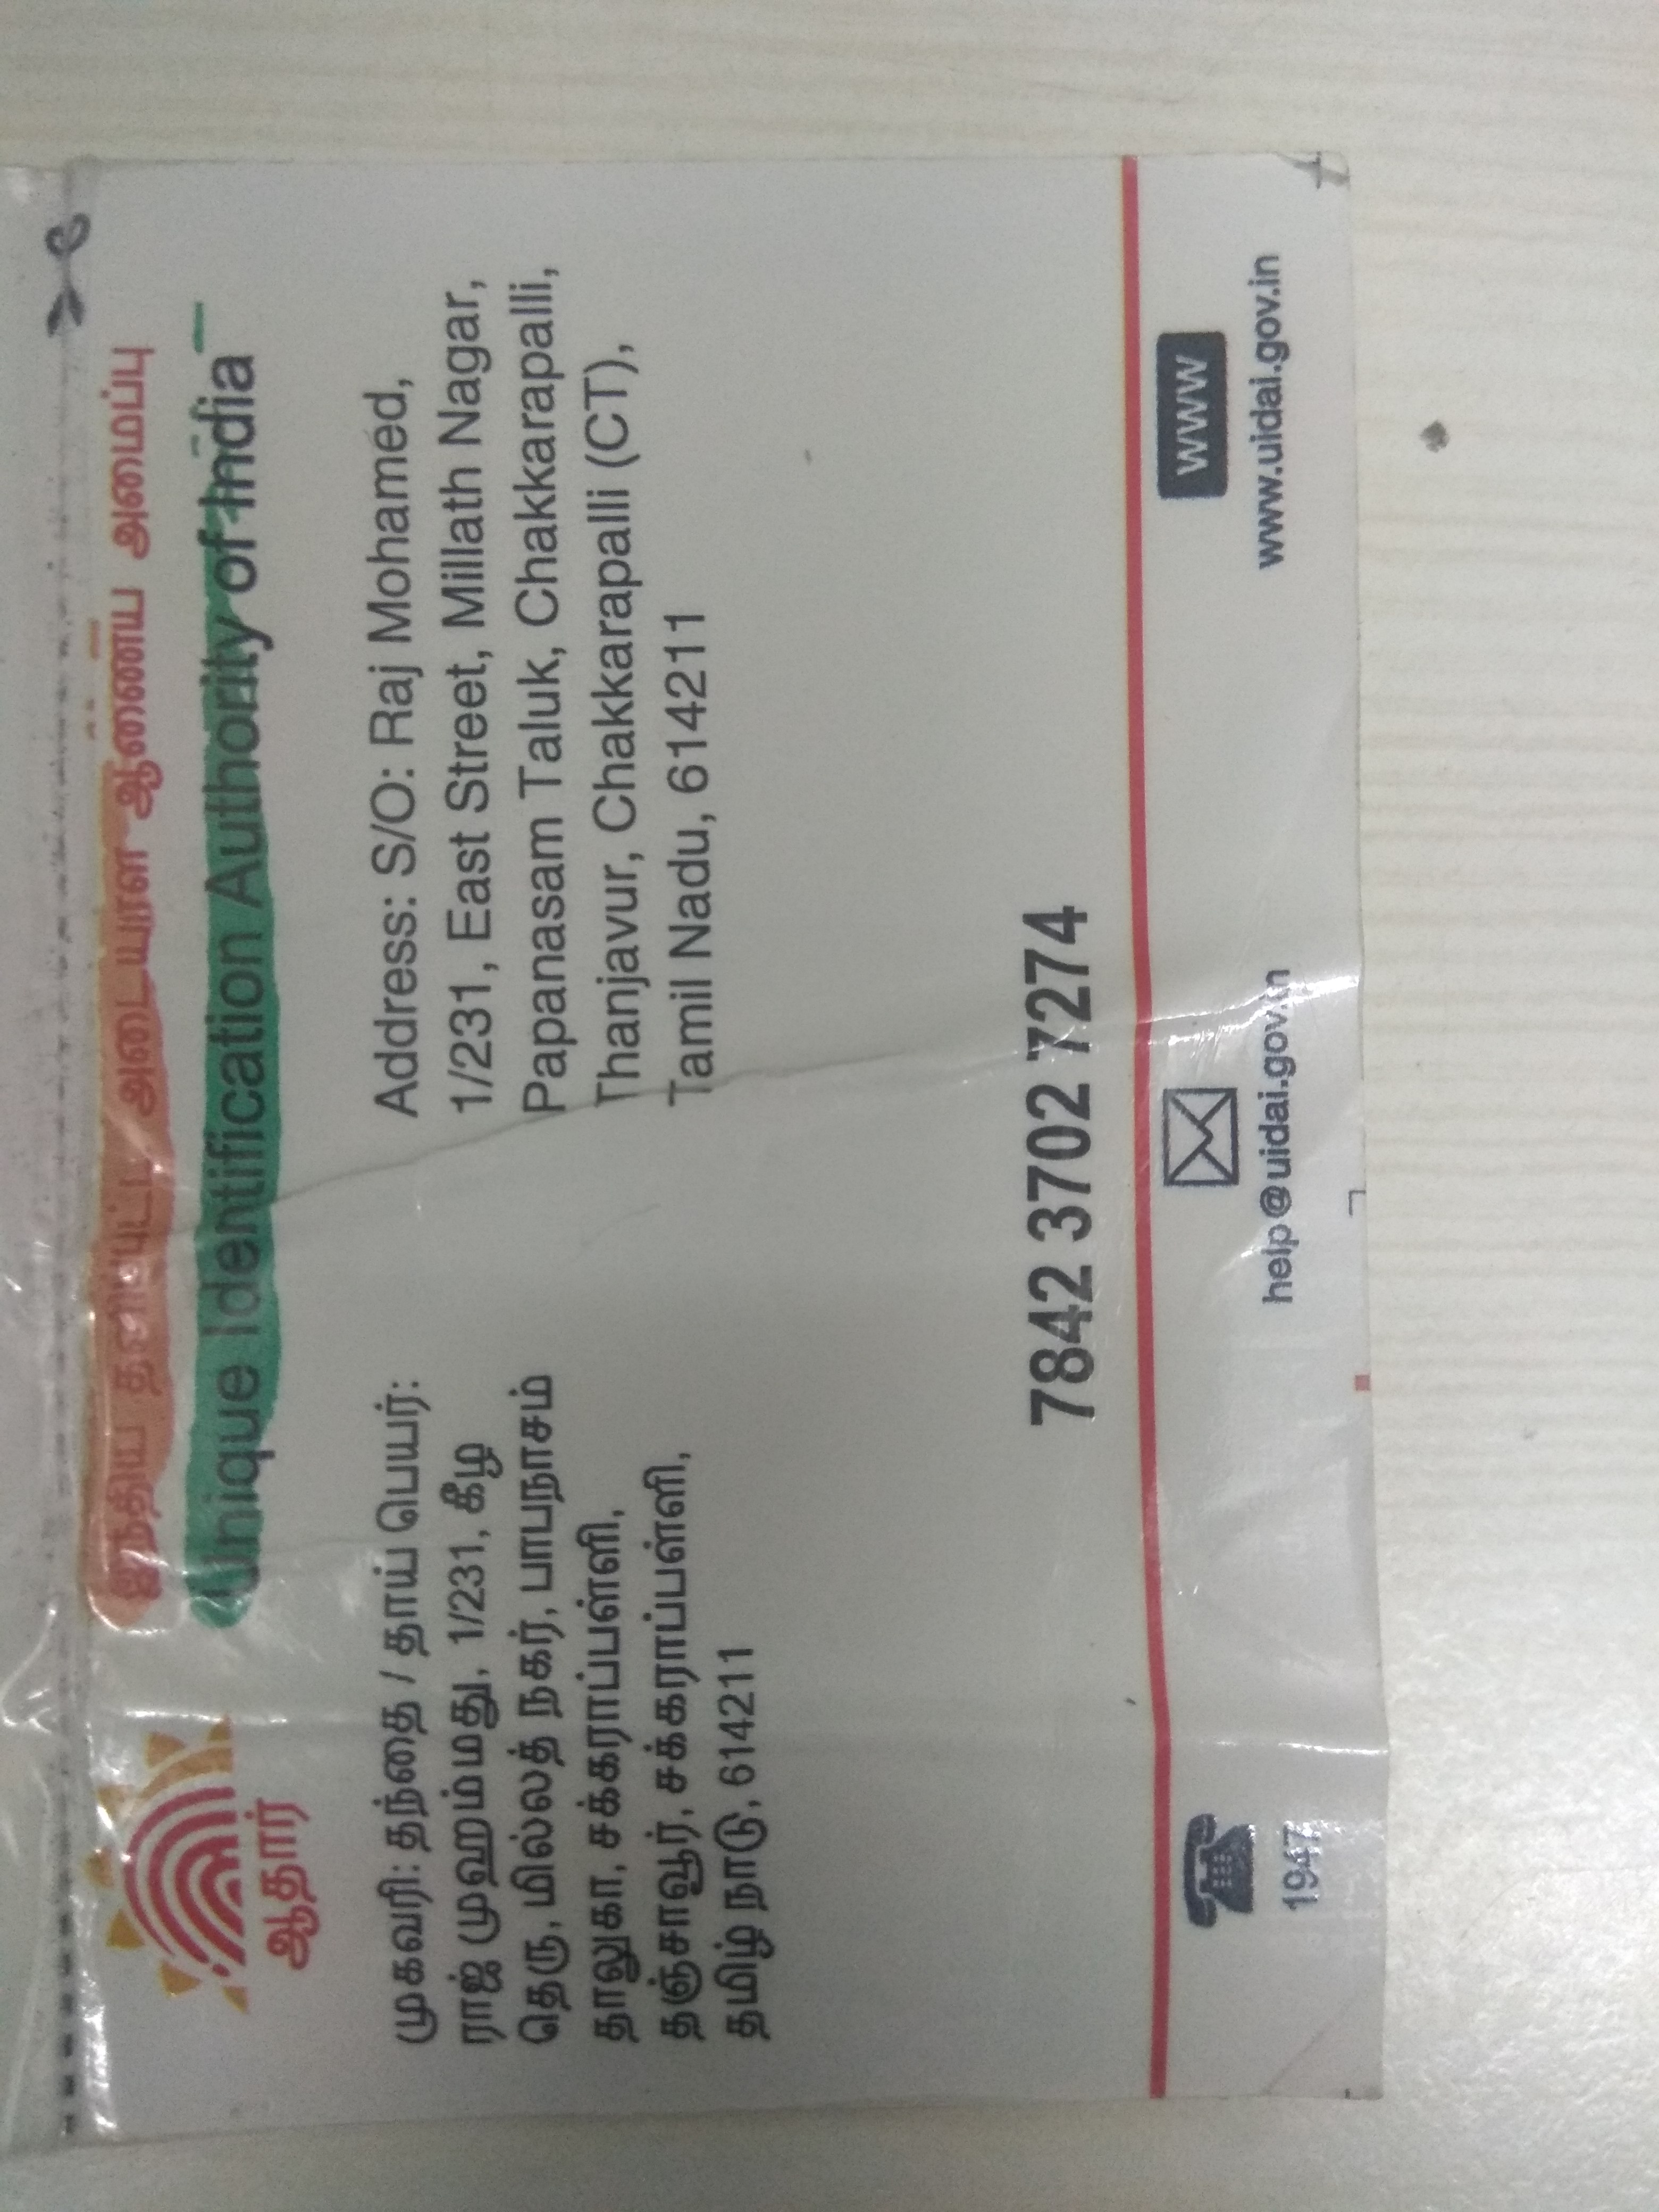 இந்திய தனிப்பட்ட அடையாள ஆணைய அமைப்பு
Unique Identification Authority of India
ஆதார்
முகவரி: தந்தை / தாய் பெயர்:
ராஜ் முஹம்மது, 1/231, கீழ
தெரு, மில்லத் நகர், பாபநாசம்
தாலுகா, சக்கராப்பள்ளி,
தஞ்சாவூர், சக்கராப்பள்ளி,
தமிழ் நாடு, 614211
Address: S/O: Raj Mohamed,
1/231, East Street, Millath Nagar,
Papanasam Taluk, Chakkarapalli,
Thanjavur, Chakkarapalli (CT),
Tamil Nadu, 614211
7842 3702 7274
1947
help@uidai.gov.in
WWW
www.uidai.gov.in